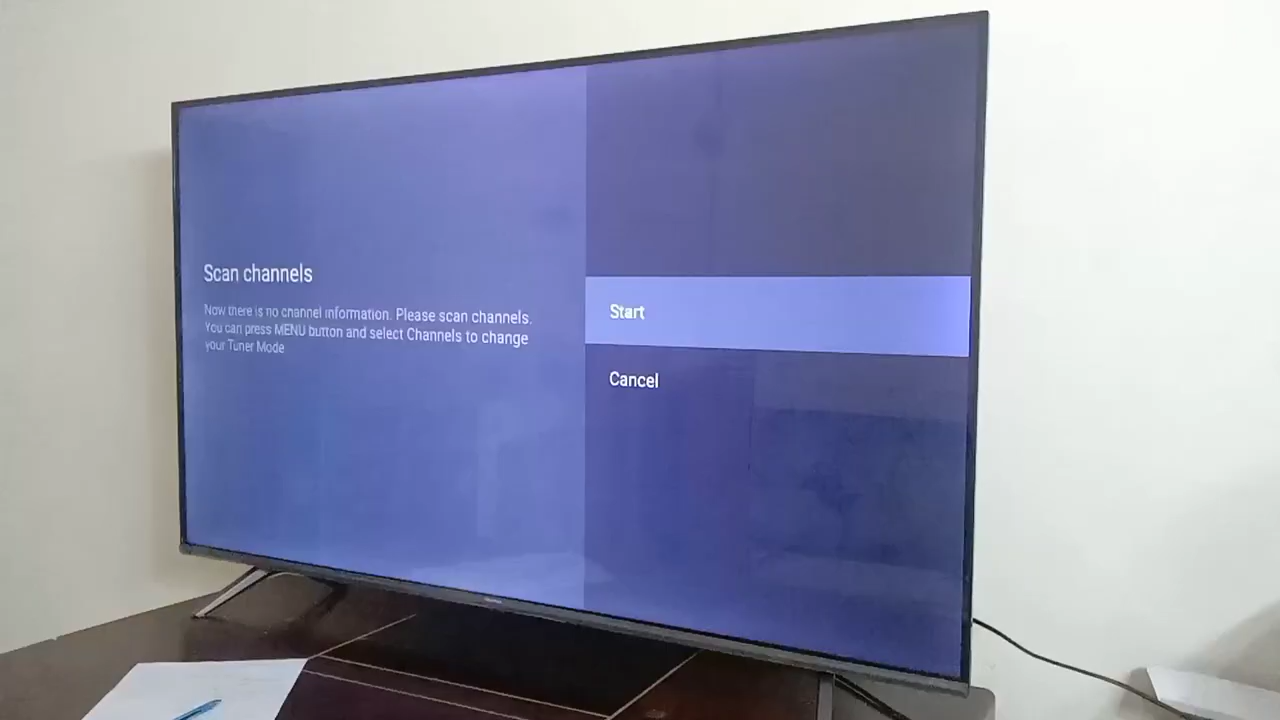 Scan channels
Now there is no channel information. Please scan channels.
You can press MENU button and select Channels to change
your Tuner Mode
Start
Cancel